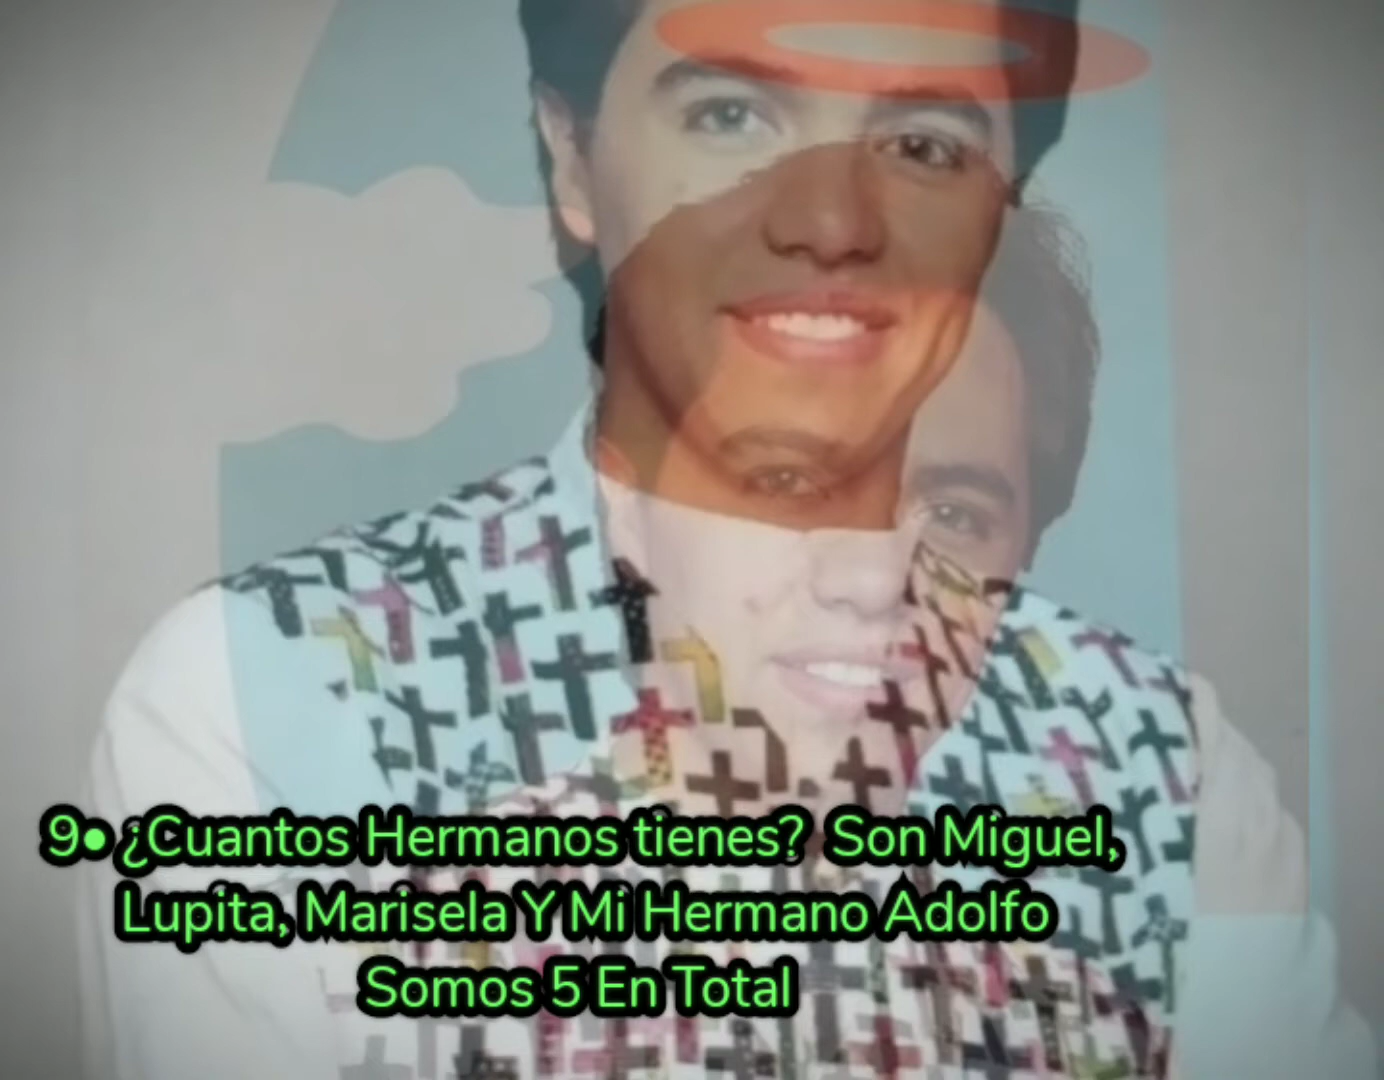 9• ¿Cuantos Hermanos tienes? Son Miguel,
Lupita, Marisela Y Mi Hermano Adolfo
Somos 5 En Total